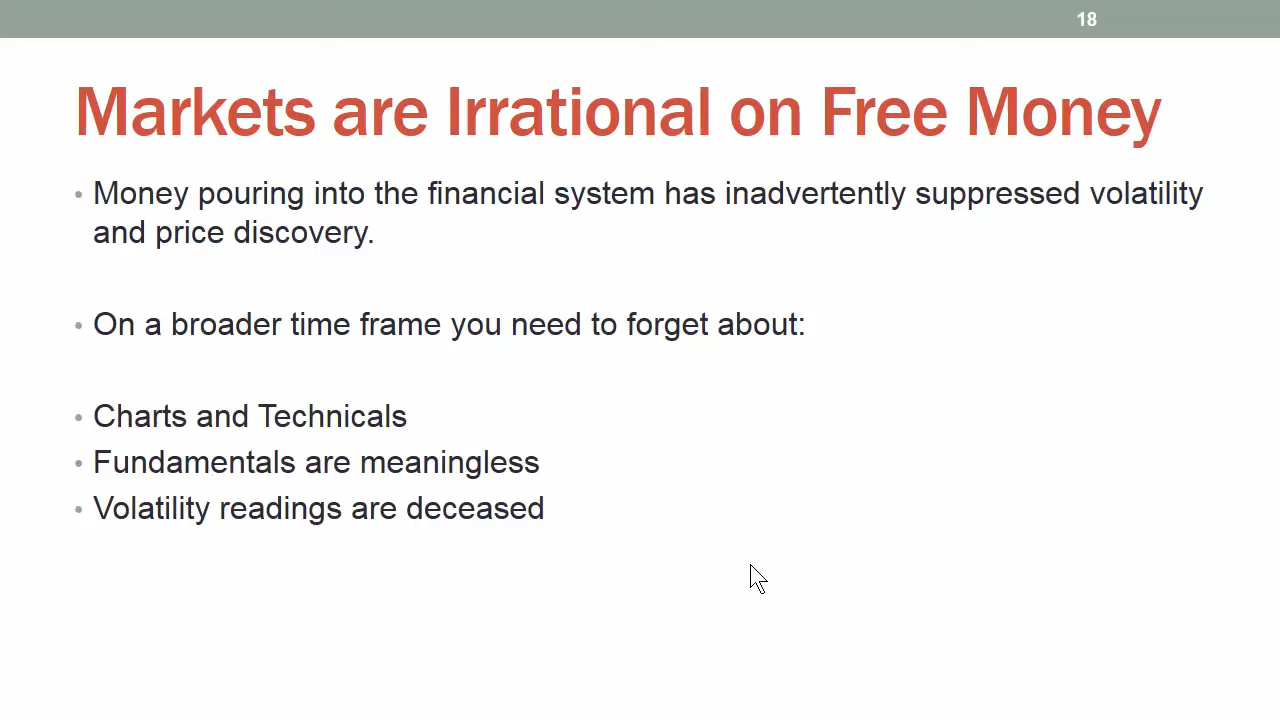 18
Markets are Irrational on Free Money
• Money pouring into the financial system has inadvertently suppressed volatility
and price discovery.
• On a broader time frame you need to forget about:
• Charts and Technicals
• Fundamentals are meaningless
• Volatility readings are deceased